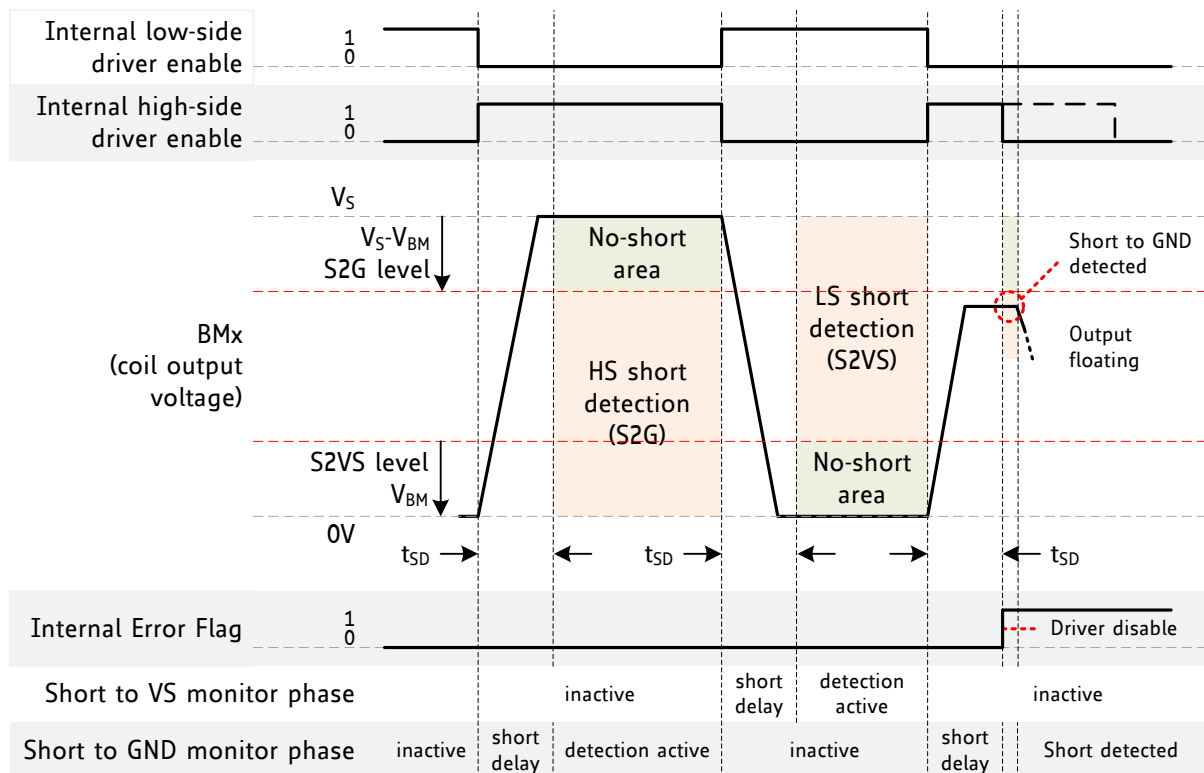 Internal low-side
driver enable
1
0
Internal high-side
driver enable
1
0
VS
VS-VBM
S2G level
No-short
area
Short to GND
detected
LS short
detection
(S2VS)
BMx
(coil output
voltage)
Output
floating
HS short
detection
(S2G)
S2VS level
VBM
No-short
area
0V
tSD
tSD
tSD
Internal Error Flag
1
0
Driver disable
Short to VS monitor phase
inactive
short
delay
detection
active
inactive
Short to GND monitor phase
inactive
short
delay
detection active
inactive
short
delay
Short detected